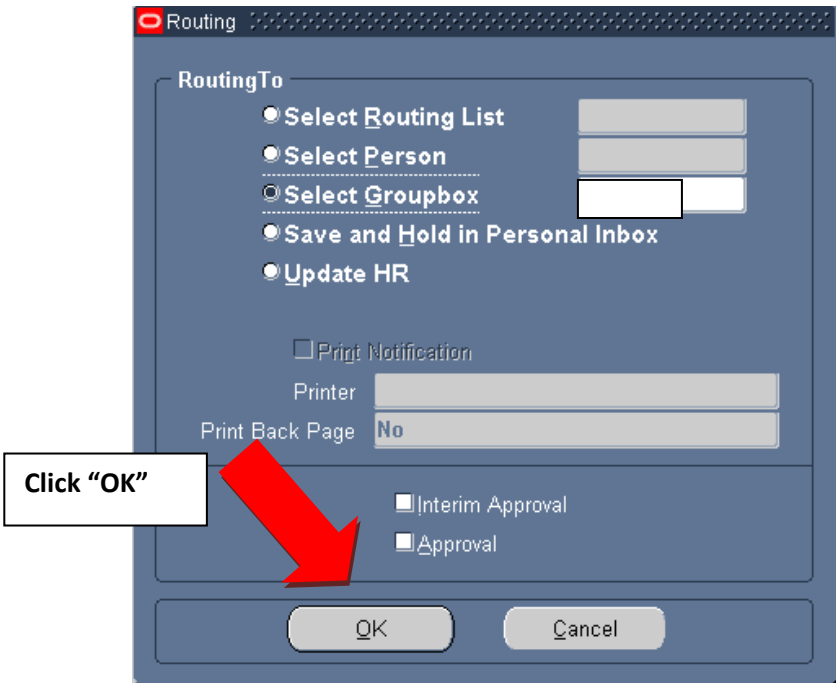 Routing
RoutingTo
Select Routing List
Select Person
Select Groupbox
Save and Hold in Personal Inbox
Update HR
Print Notification
Printer
Print Back Page No
Click “OK”
Interim Approval
Approval
OK Cancel